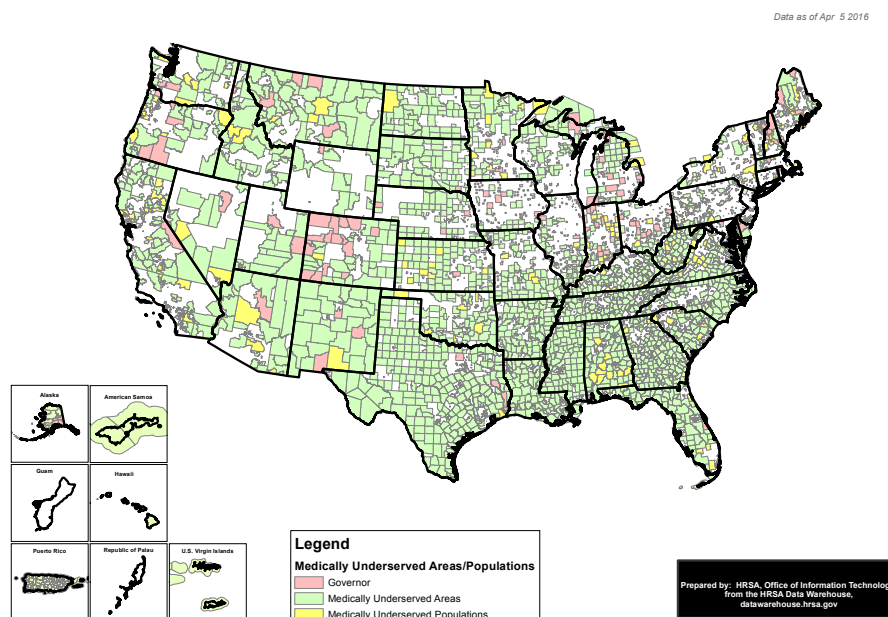 Data as of Apr 5 2016
Alaska
American Samoa
Guam
Hawaii
Puerto Rico
Republic of Palau
U.S. Virgin Islands
Legend
Medically Underserved Areas/Populations
Governor
Medically Underserved Areas
Medically Underserved Populations
Prepared by: HRSA, Office of Information Technolog
from the HRSA Data Warehouse,
datawarehouse.hrsa.gov